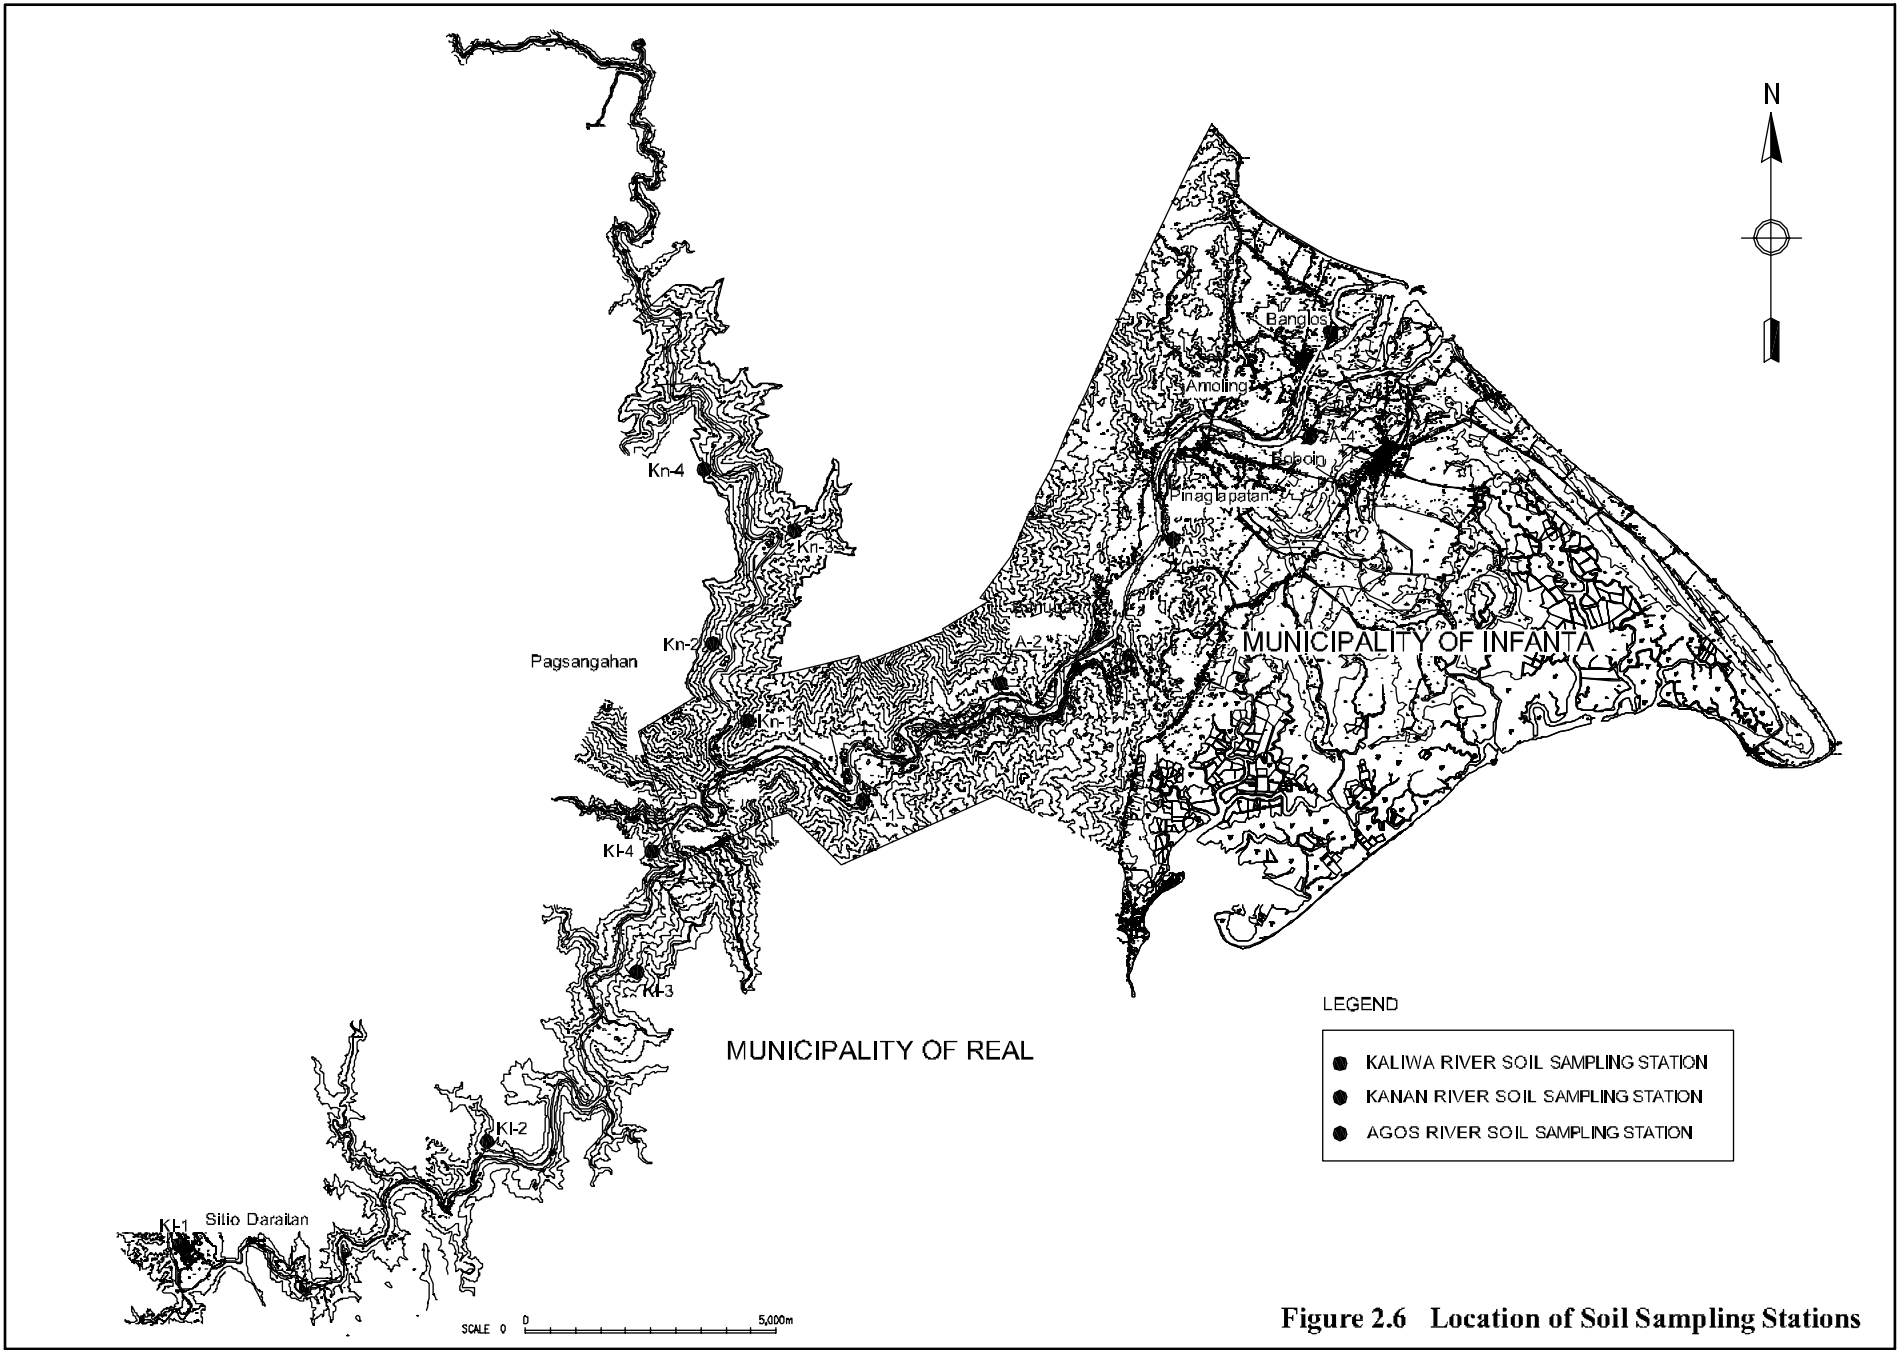 N
Banglos
A-5
Amoling
A-4
Boboin
Kn-4
Pinaglapatan
Kn-3
A-3
Kn-2
A-2
MUNICIPALITY OF INFANTA
Pagsangahan
Kn-1
A-1
Kl-4
Kl-3
LEGEND
MUNICIPALITY OF REAL
KALIWA RIVER SOIL SAMPLING STATION
KANAN RIVER SOIL SAMPLING STATION
AGOS RIVER SOIL SAMPLING STATION
Kl-2
Kl-1
Sitio Daraitan
SCALE 0 0 5,000m
Figure 2.6 Location of Soil Sampling Stations